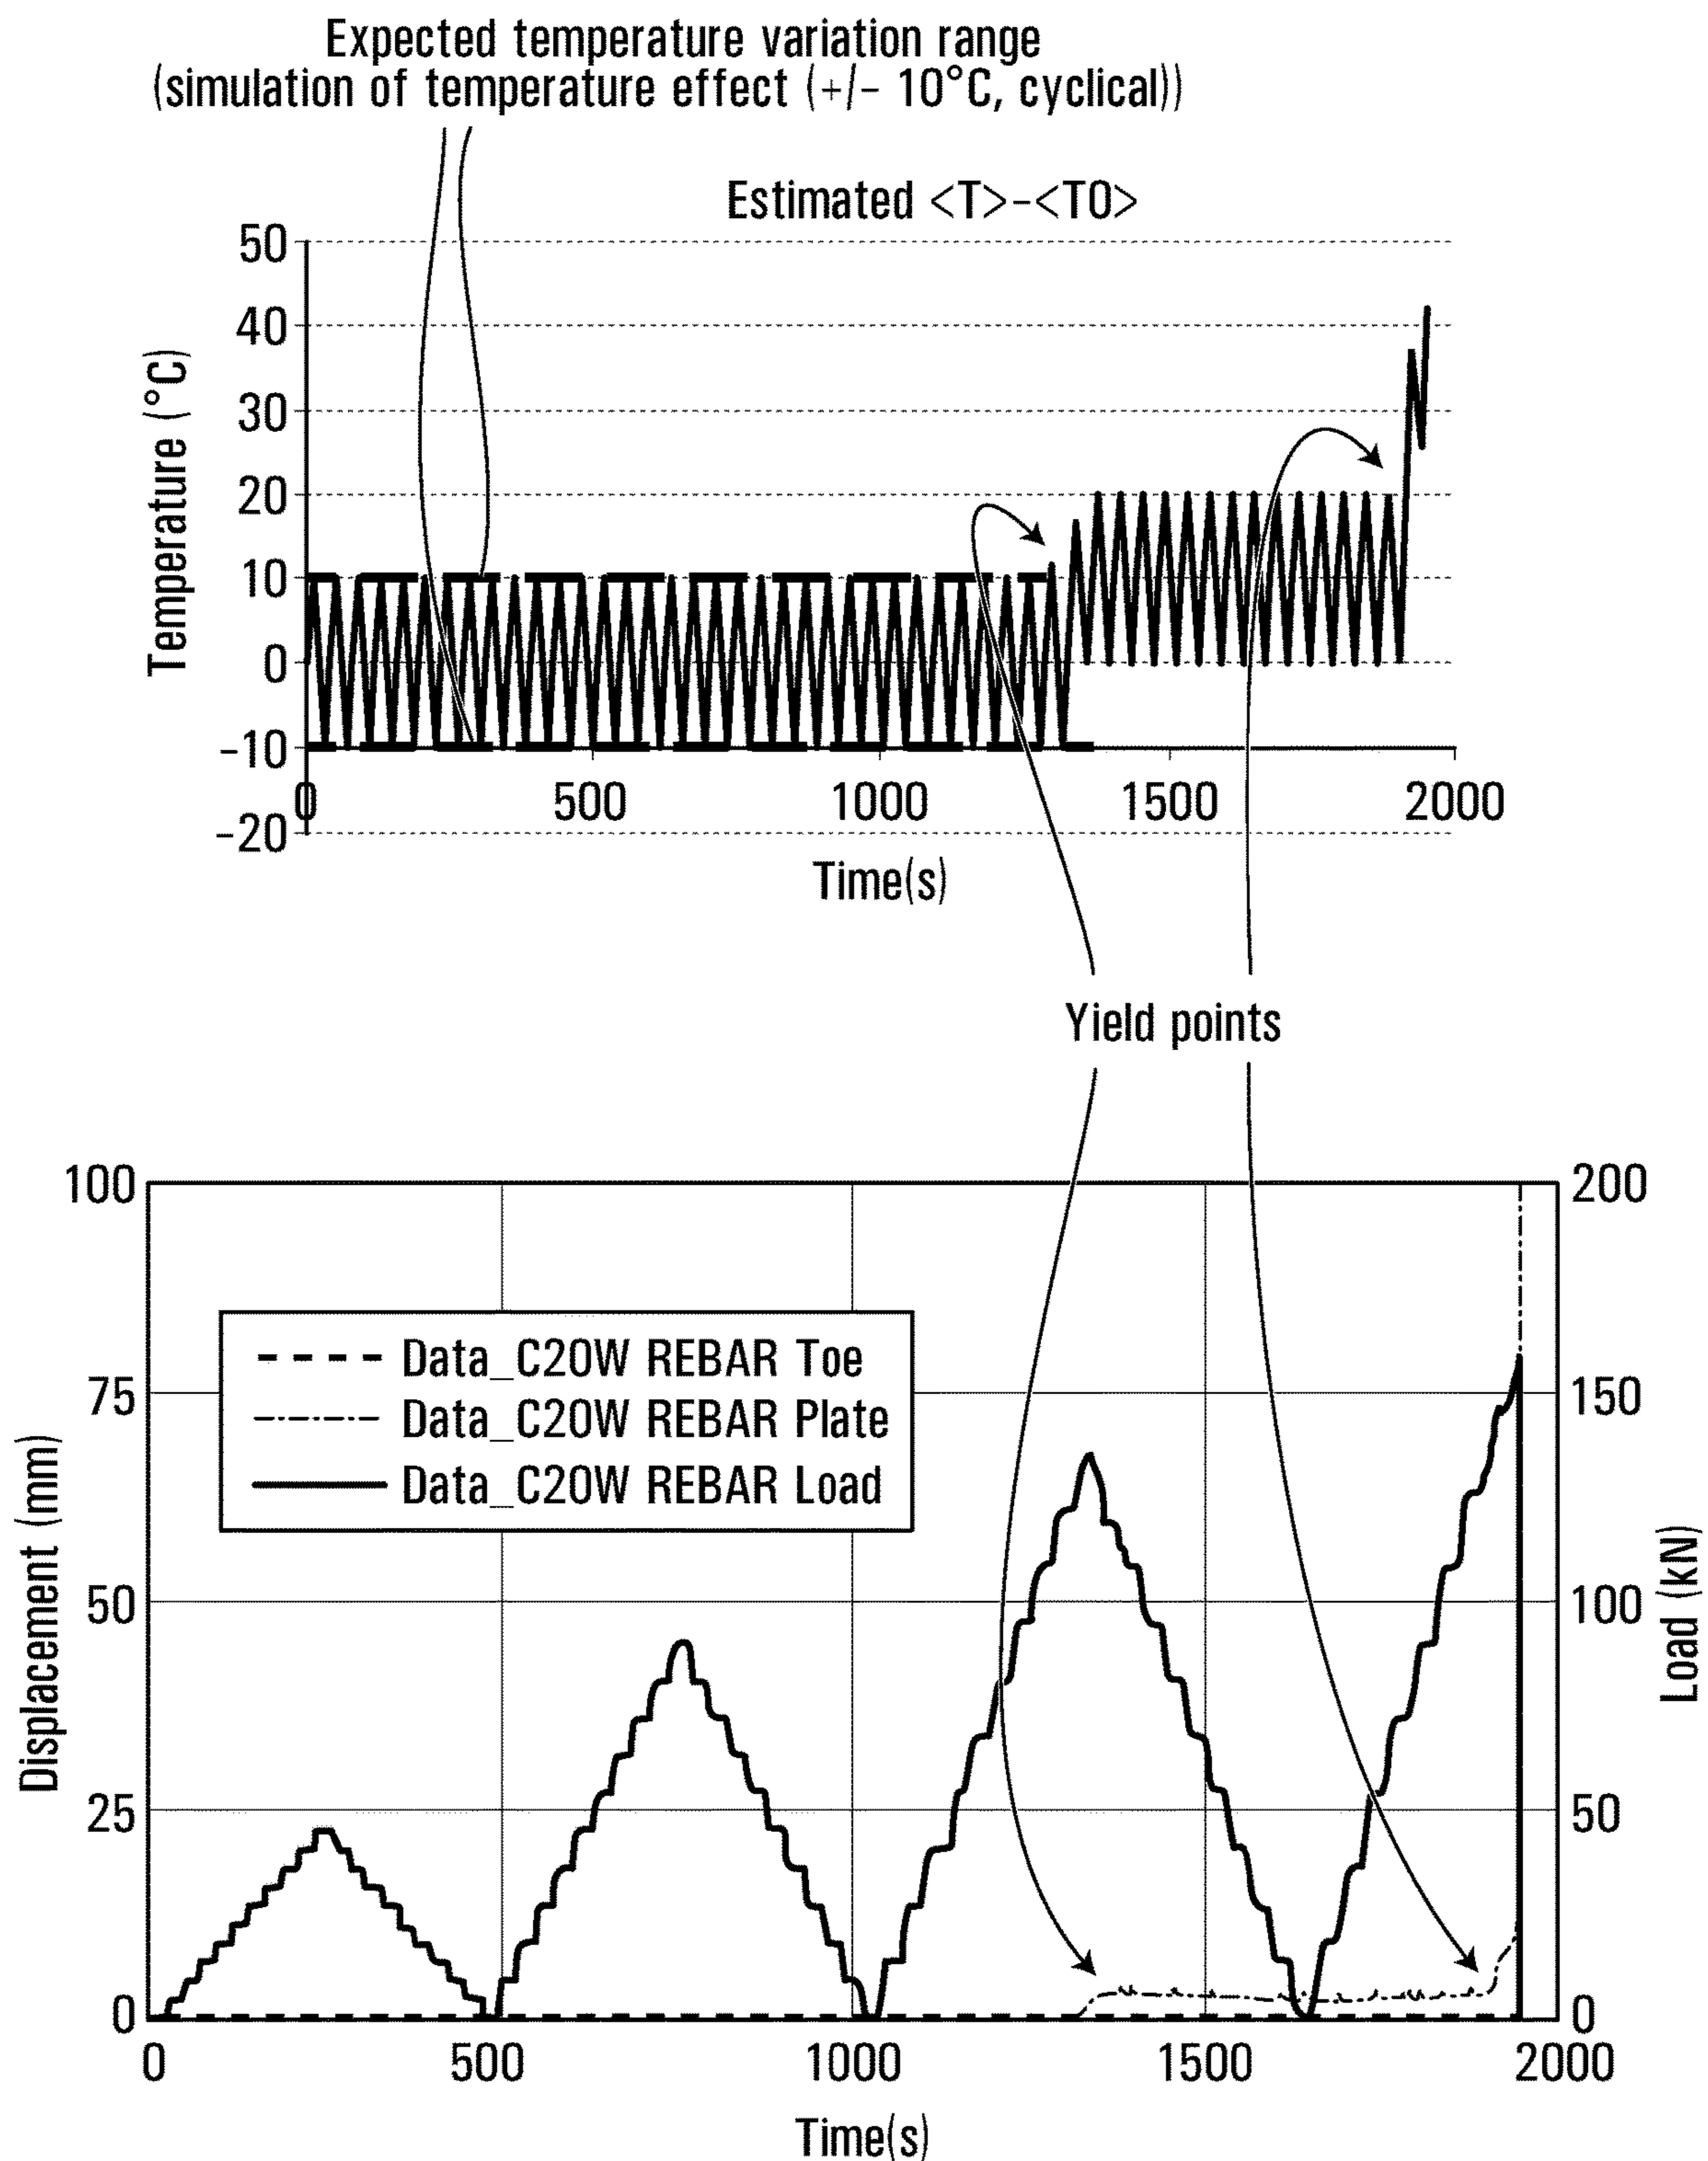 Expected temperature variation range
(simulation of temperature effect (+/- 10°C, cyclical))
Estimated <T>-<TO>
50
40
30
20
10
0
-10
-20
Temperature (°C)
0 500 1000 1500 2000
Time(s)
Yield points
100
75
50
25
0
Displacement (mm)
Data_C20W REBAR Toe
Data_C20W REBAR Plate
Data_C20W REBAR Load
200
150
100
50
0
Load (kN)
0 500 1000 1500 2000
Time(s)